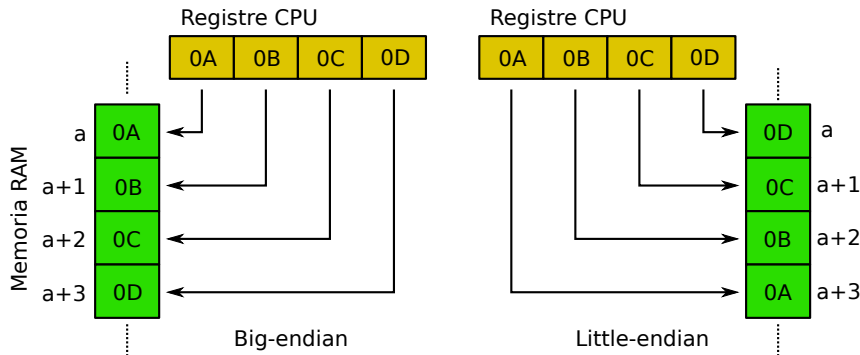 Registre CPU
0A 0B 0C 0D
Memoria RAM
a 0A
a+1 0B
a+2 0C
a+3 0D
Big-endian
Registre CPU
0A 0B 0C 0D
0D a
0C a+1
0B a+2
0A a+3
Little-endian